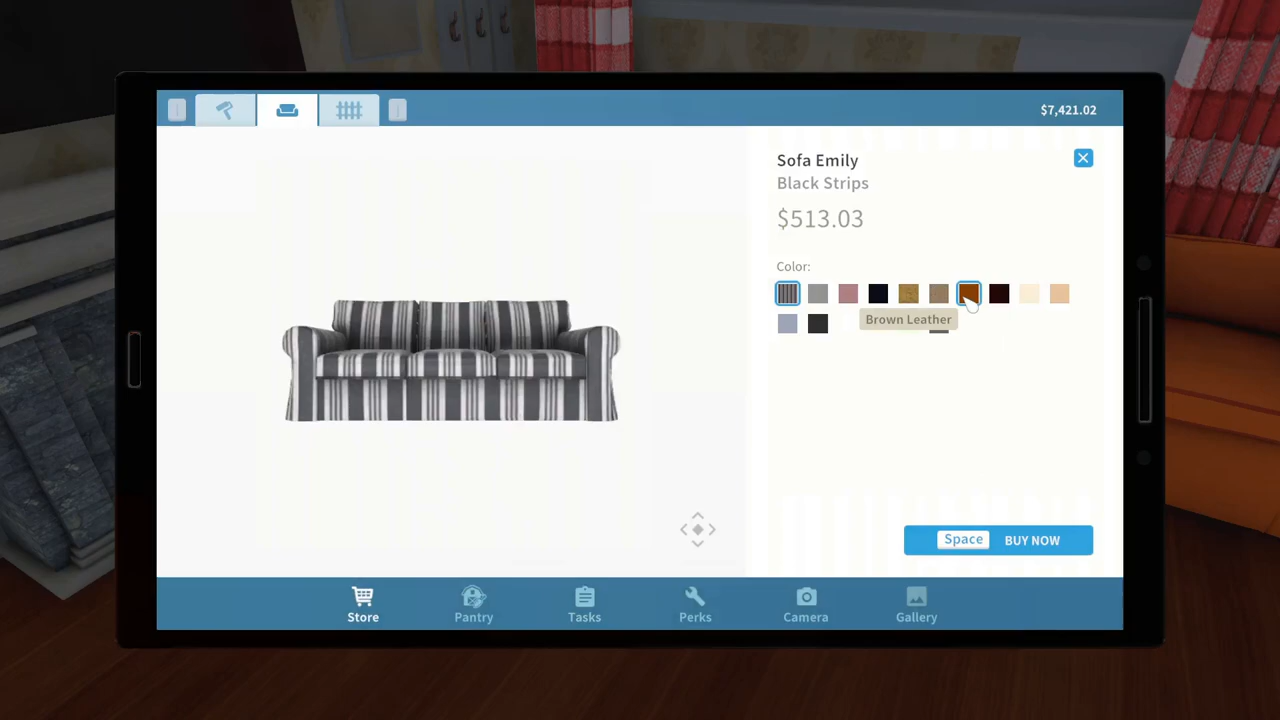 $7,421.02
Sofa Emily
Black Strips
$513.03
Color:
Brown Leather
Space BUY NOW
Store Pantry Tasks Perks Camera Gallery